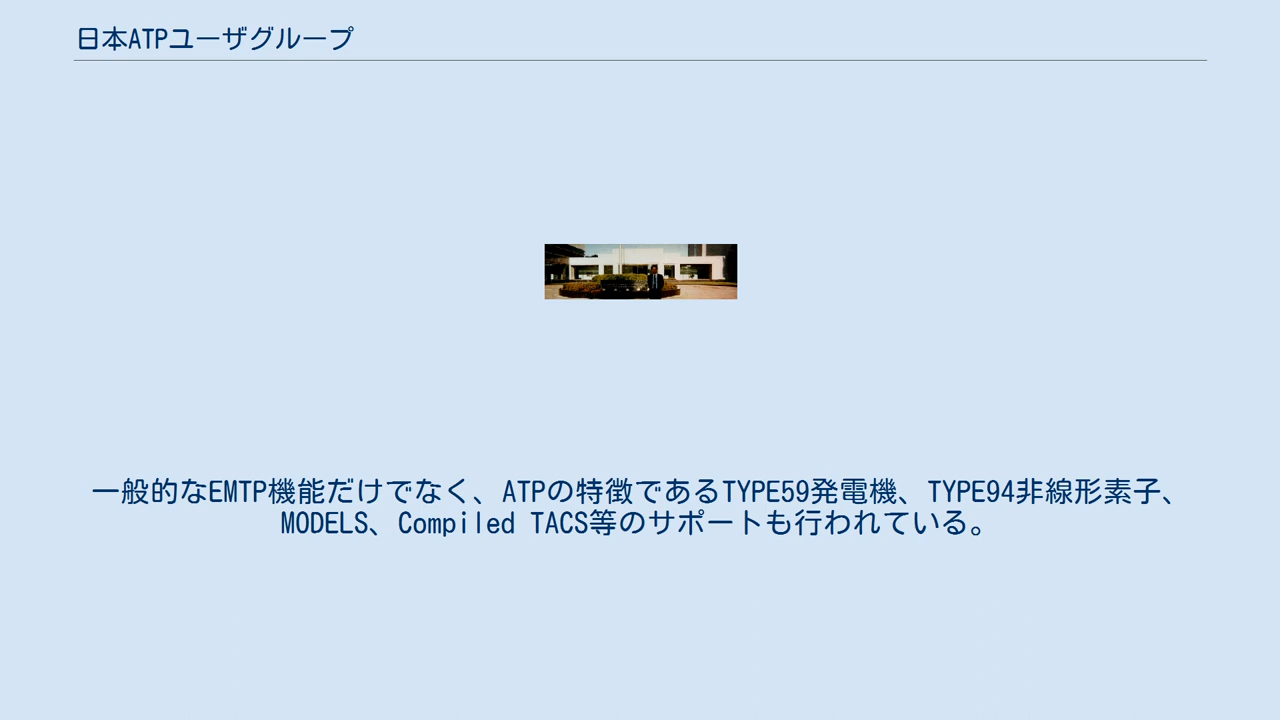 日本ATPユーザグループ
一般的なEMTP機能だけでなく、ATPの特徴であるTYPE59発電機、TYPE94非線形素子、
MODELS、Compiled TACS等のサポートも行われている。